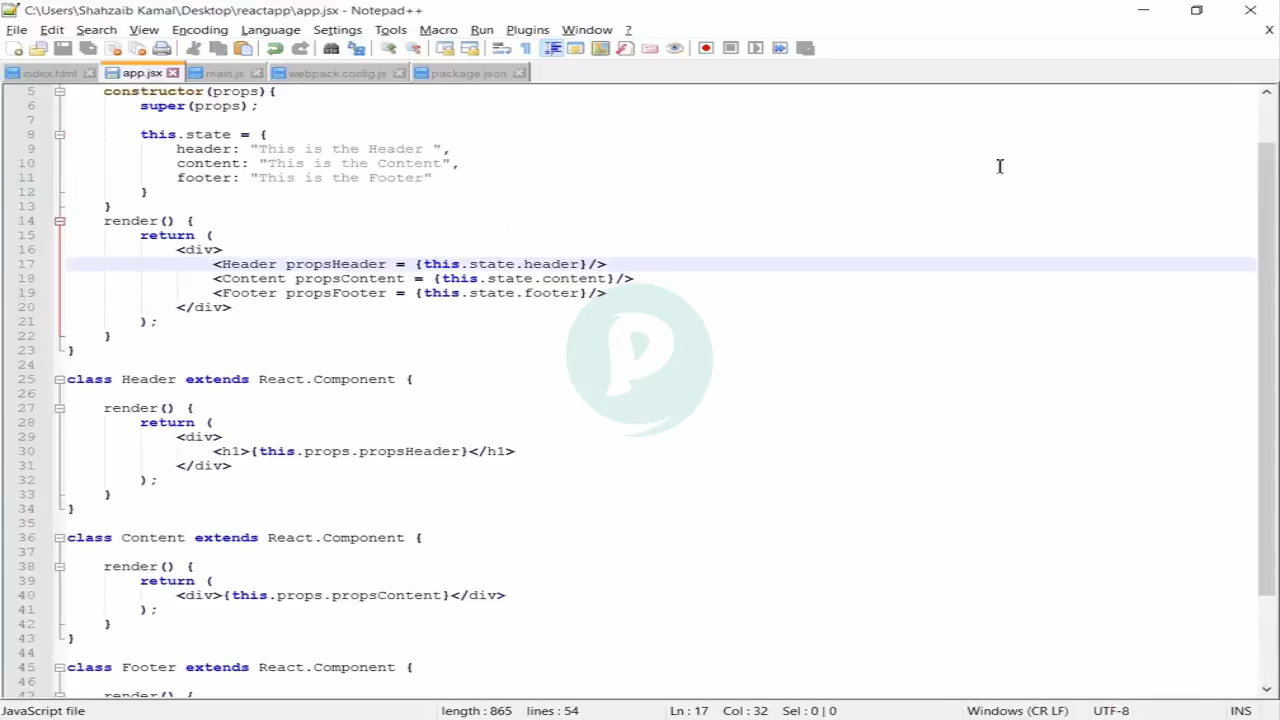 C:\Users\Shahzaib Kamal\Desktop\reactapp\app.jsx - Notepad++
File Edit Search View Encoding Language Settings Tools Macro Run Plugins Window ? X
index.html app.jsx main.js webpack.config.js package.json
5 constructor(props){
6 super(props);
7
8 this.state = {
9 header: "This is the Header ",
10 content: "This is the Content",
11 footer: "This is the Footer"
12 }
13 }
14 render() {
15 return (
16 <div>
17 <Header propsHeader = {this.state.header}/>
18 <Content propsContent = {this.state.content}/>
19 <Footer propsFooter = {this.state.footer}/>
20 </div>
21 );
22 }
23 }
24
25 class Header extends React.Component {
26
27 render() {
28 return (
29 <div>
30 <h1>{this.props.propsHeader}</h1>
31 </div>
32 );
33 }
34 }
35
36 class Content extends React.Component {
37
38 render() {
39 return (
40 <div>{this.props.propsContent}</div>
41 );
42 }
43 }
44
45 class Footer extends React.Component {
46
47 render() {
P
JavaScript file length : 865 lines : 54 Ln : 17 Col : 32 Sel : 0 | 0 Windows (CR LF) UTF-8 INS